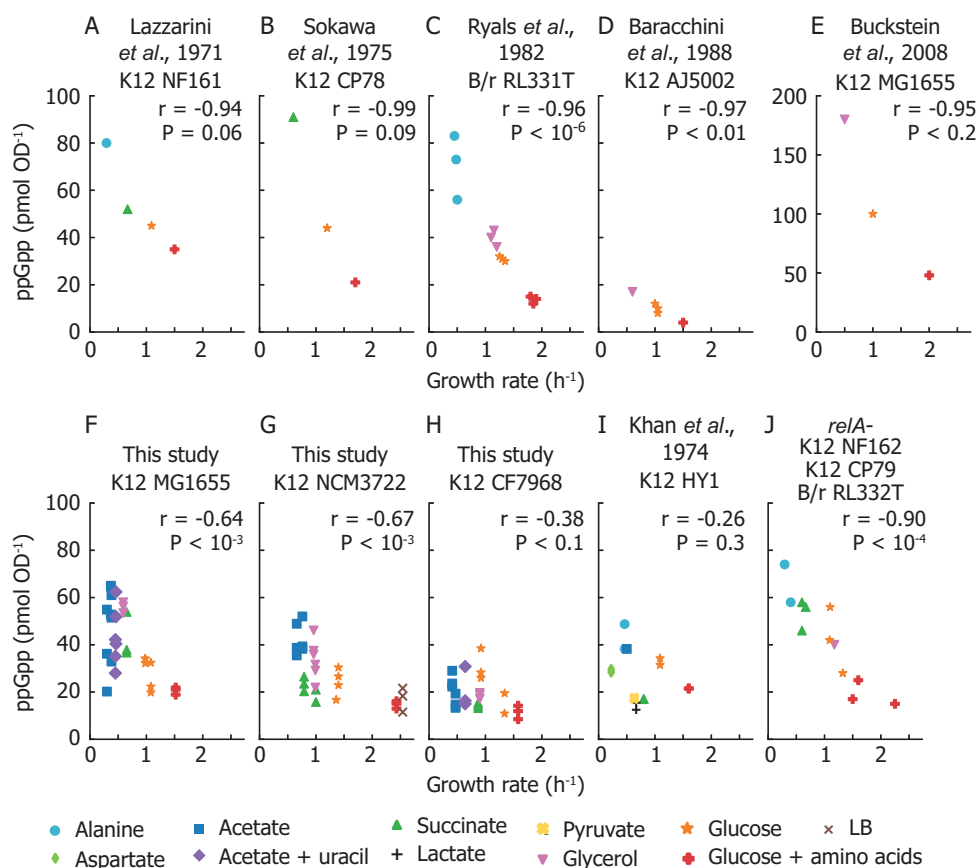 A
Lazzarini
et al., 1971
K12 NF161
r = -0.94
P = 0.06
B
Sokawa
et al., 1975
K12 CP78
r = -0.99
P = 0.09
C
Ryals et al.,
1982
B/r RL331T
r = -0.96
P < 10⁻⁶
D
Baracchini
et al., 1988
K12 AJ5002
r = -0.97
P < 0.01
E
Buckstein
et al., 2008
K12 MG1655
r = -0.95
P < 0.2
ppGpp (pmol OD⁻¹)
100
80
60
40
20
0
200
150
100
50
0
0 1 2
0 1 2
0 1 2
0 1 2
0 1 2
Growth rate (h⁻¹)
F
This study
K12 MG1655
r = -0.64
P < 10⁻³
G
This study
K12 NCM3722
r = -0.67
P < 10⁻³
H
This study
K12 CF7968
r = -0.38
P < 0.1
I
Khan et al.,
1974
K12 HY1
r = -0.26
P = 0.3
J
relA-
K12 NF162
K12 CP79
B/r RL332T
r = -0.90
P < 10⁻⁴
ppGpp (pmol OD⁻¹)
100
80
60
40
20
0
0 1 2
0 1 2
0 1 2
0 1 2
0 1 2
Growth rate (h⁻¹)
Alanine
Acetate
Succinate
Pyruvate
Glucose
LB
Aspartate
Acetate + uracil
Lactate
Glycerol
Glucose + amino acids